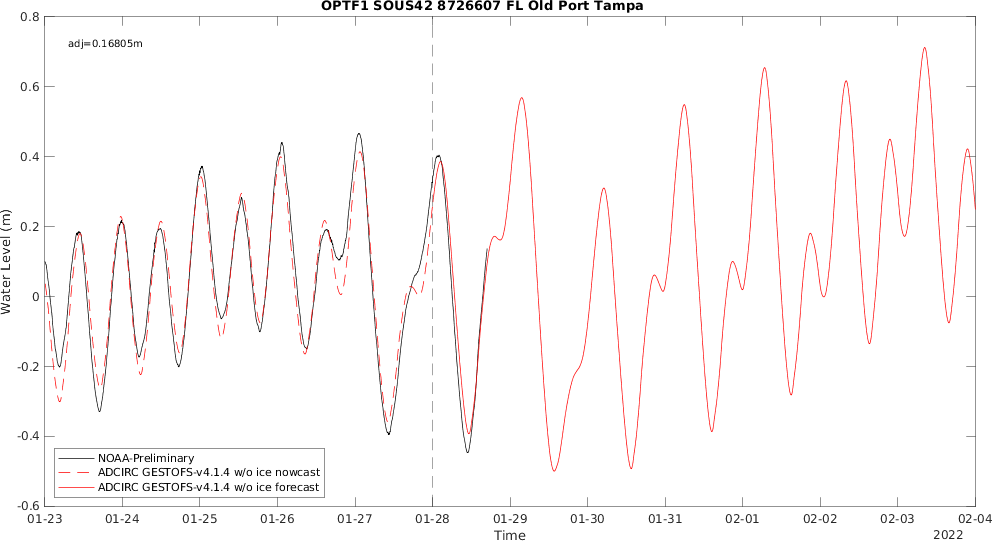 OPTF1 SOUS42 8726607 FL Old Port Tampa
adj=0.16805m
Water Level (m)
0.8
0.6
0.4
0.2
0
-0.2
-0.4
-0.6
NOAA-Preliminary
ADCIRC GESTOFS-v4.1.4 w/o ice nowcast
ADCIRC GESTOFS-v4.1.4 w/o ice forecast
01-23 01-24 01-25 01-26 01-27 01-28 01-29 01-30 01-31 02-01 02-02 02-03 02-04
Time
2022